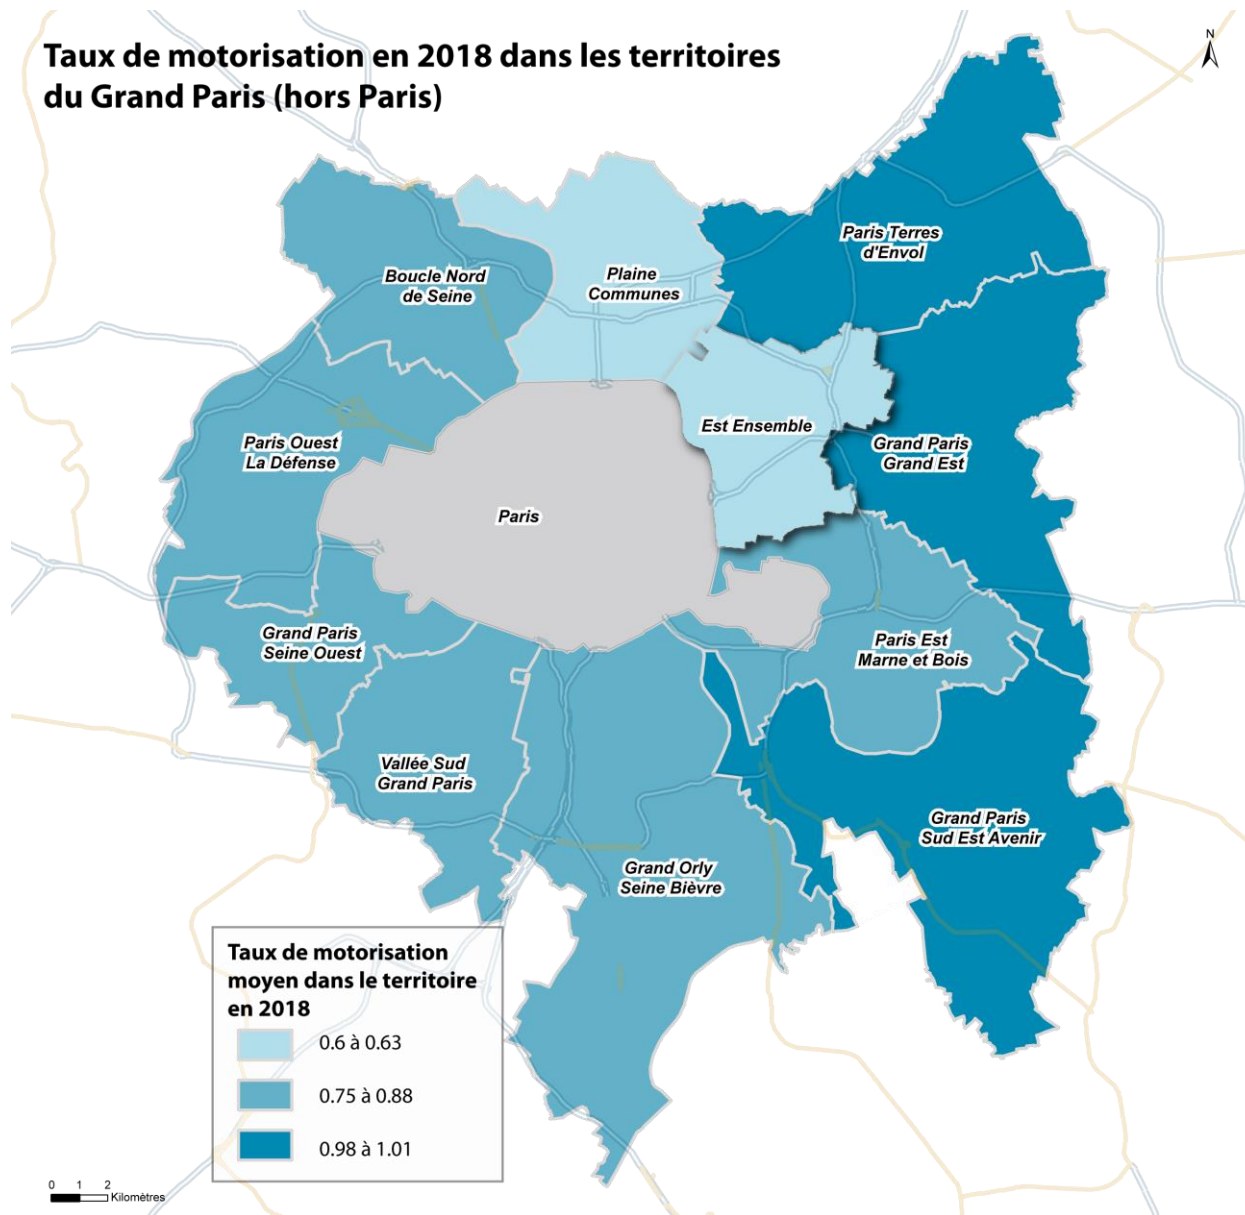 Taux de motorisation en 2018 dans les territoires
du Grand Paris (hors Paris)
N
Paris Terres
d'Envol
Boucle Nord
de Seine
Plaine
Communes
Est Ensemble
Grand Paris
Grand Est
Paris Ouest
La Défense
Paris
Grand Paris
Seine Ouest
Paris Est
Marne et Bois
Vallée Sud
Grand Paris
Grand Paris
Sud Est Avenir
Grand Orly
Seine Bièvre
Taux de motorisation
moyen dans le territoire
en 2018
0.6 à 0.63
0.75 à 0.88
0.98 à 1.01
0 1 2
Kilomètres